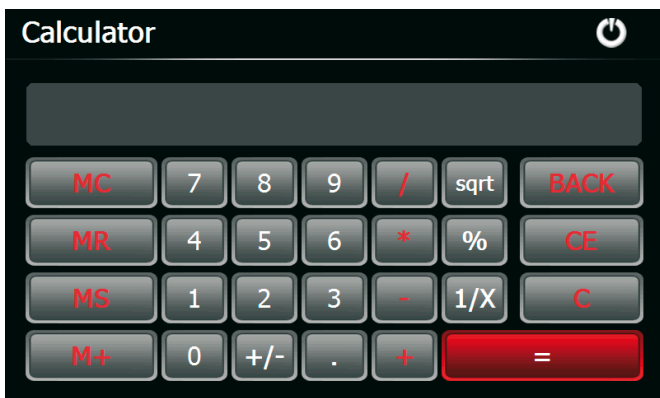 Calculator
MC 7 8 9 / sqrt BACK
MR 4 5 6 * % CE
MS 1 2 3 - 1/X C
M+ 0 +/- . + =